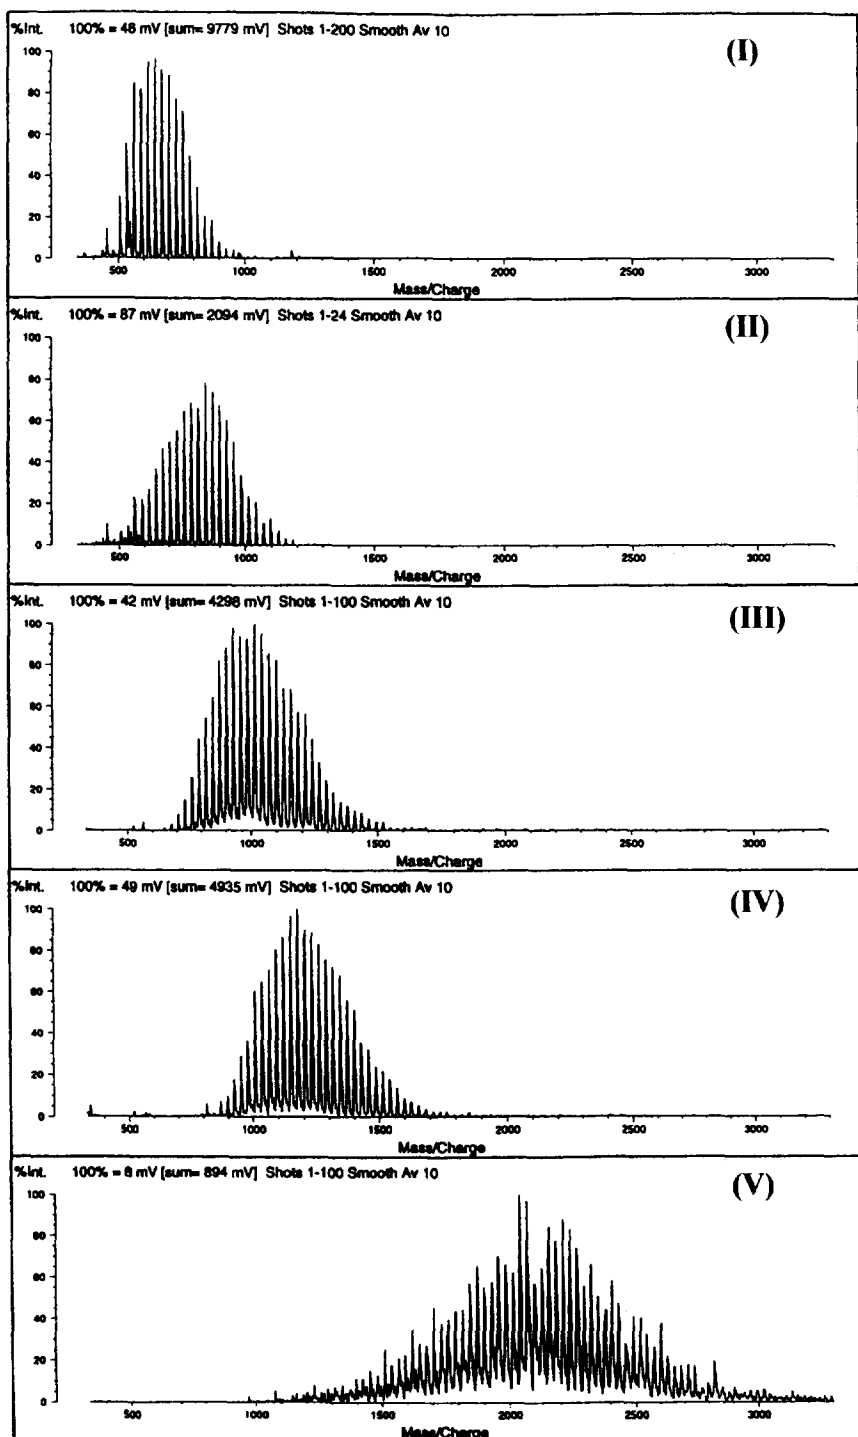 %Int. 100% = 48 mV [sum= 9779 mV] Shots 1-200 Smooth Av 10
(I)
100
80
60
40
20
0
500 1000 1500 2000 2500 3000
Mass/Charge
%Int. 100% = 87 mV [sum= 2094 mV] Shots 1-24 Smooth Av 10
(II)
100
80
60
40
20
0
500 1000 1500 2000 2500 3000
Mass/Charge
%Int. 100% = 42 mV [sum= 4298 mV] Shots 1-100 Smooth Av 10
(III)
100
80
60
40
20
0
500 1000 1500 2000 2500 3000
Mass/Charge
%Int. 100% = 49 mV [sum= 4935 mV] Shots 1-100 Smooth Av 10
(IV)
100
80
60
40
20
0
500 1000 1500 2000 2500 3000
Mass/Charge
%Int. 100% = 8 mV [sum= 894 mV] Shots 1-100 Smooth Av 10
(V)
100
80
60
40
20
0
500 1000 1500 2000 2500 3000
Mass/Charge